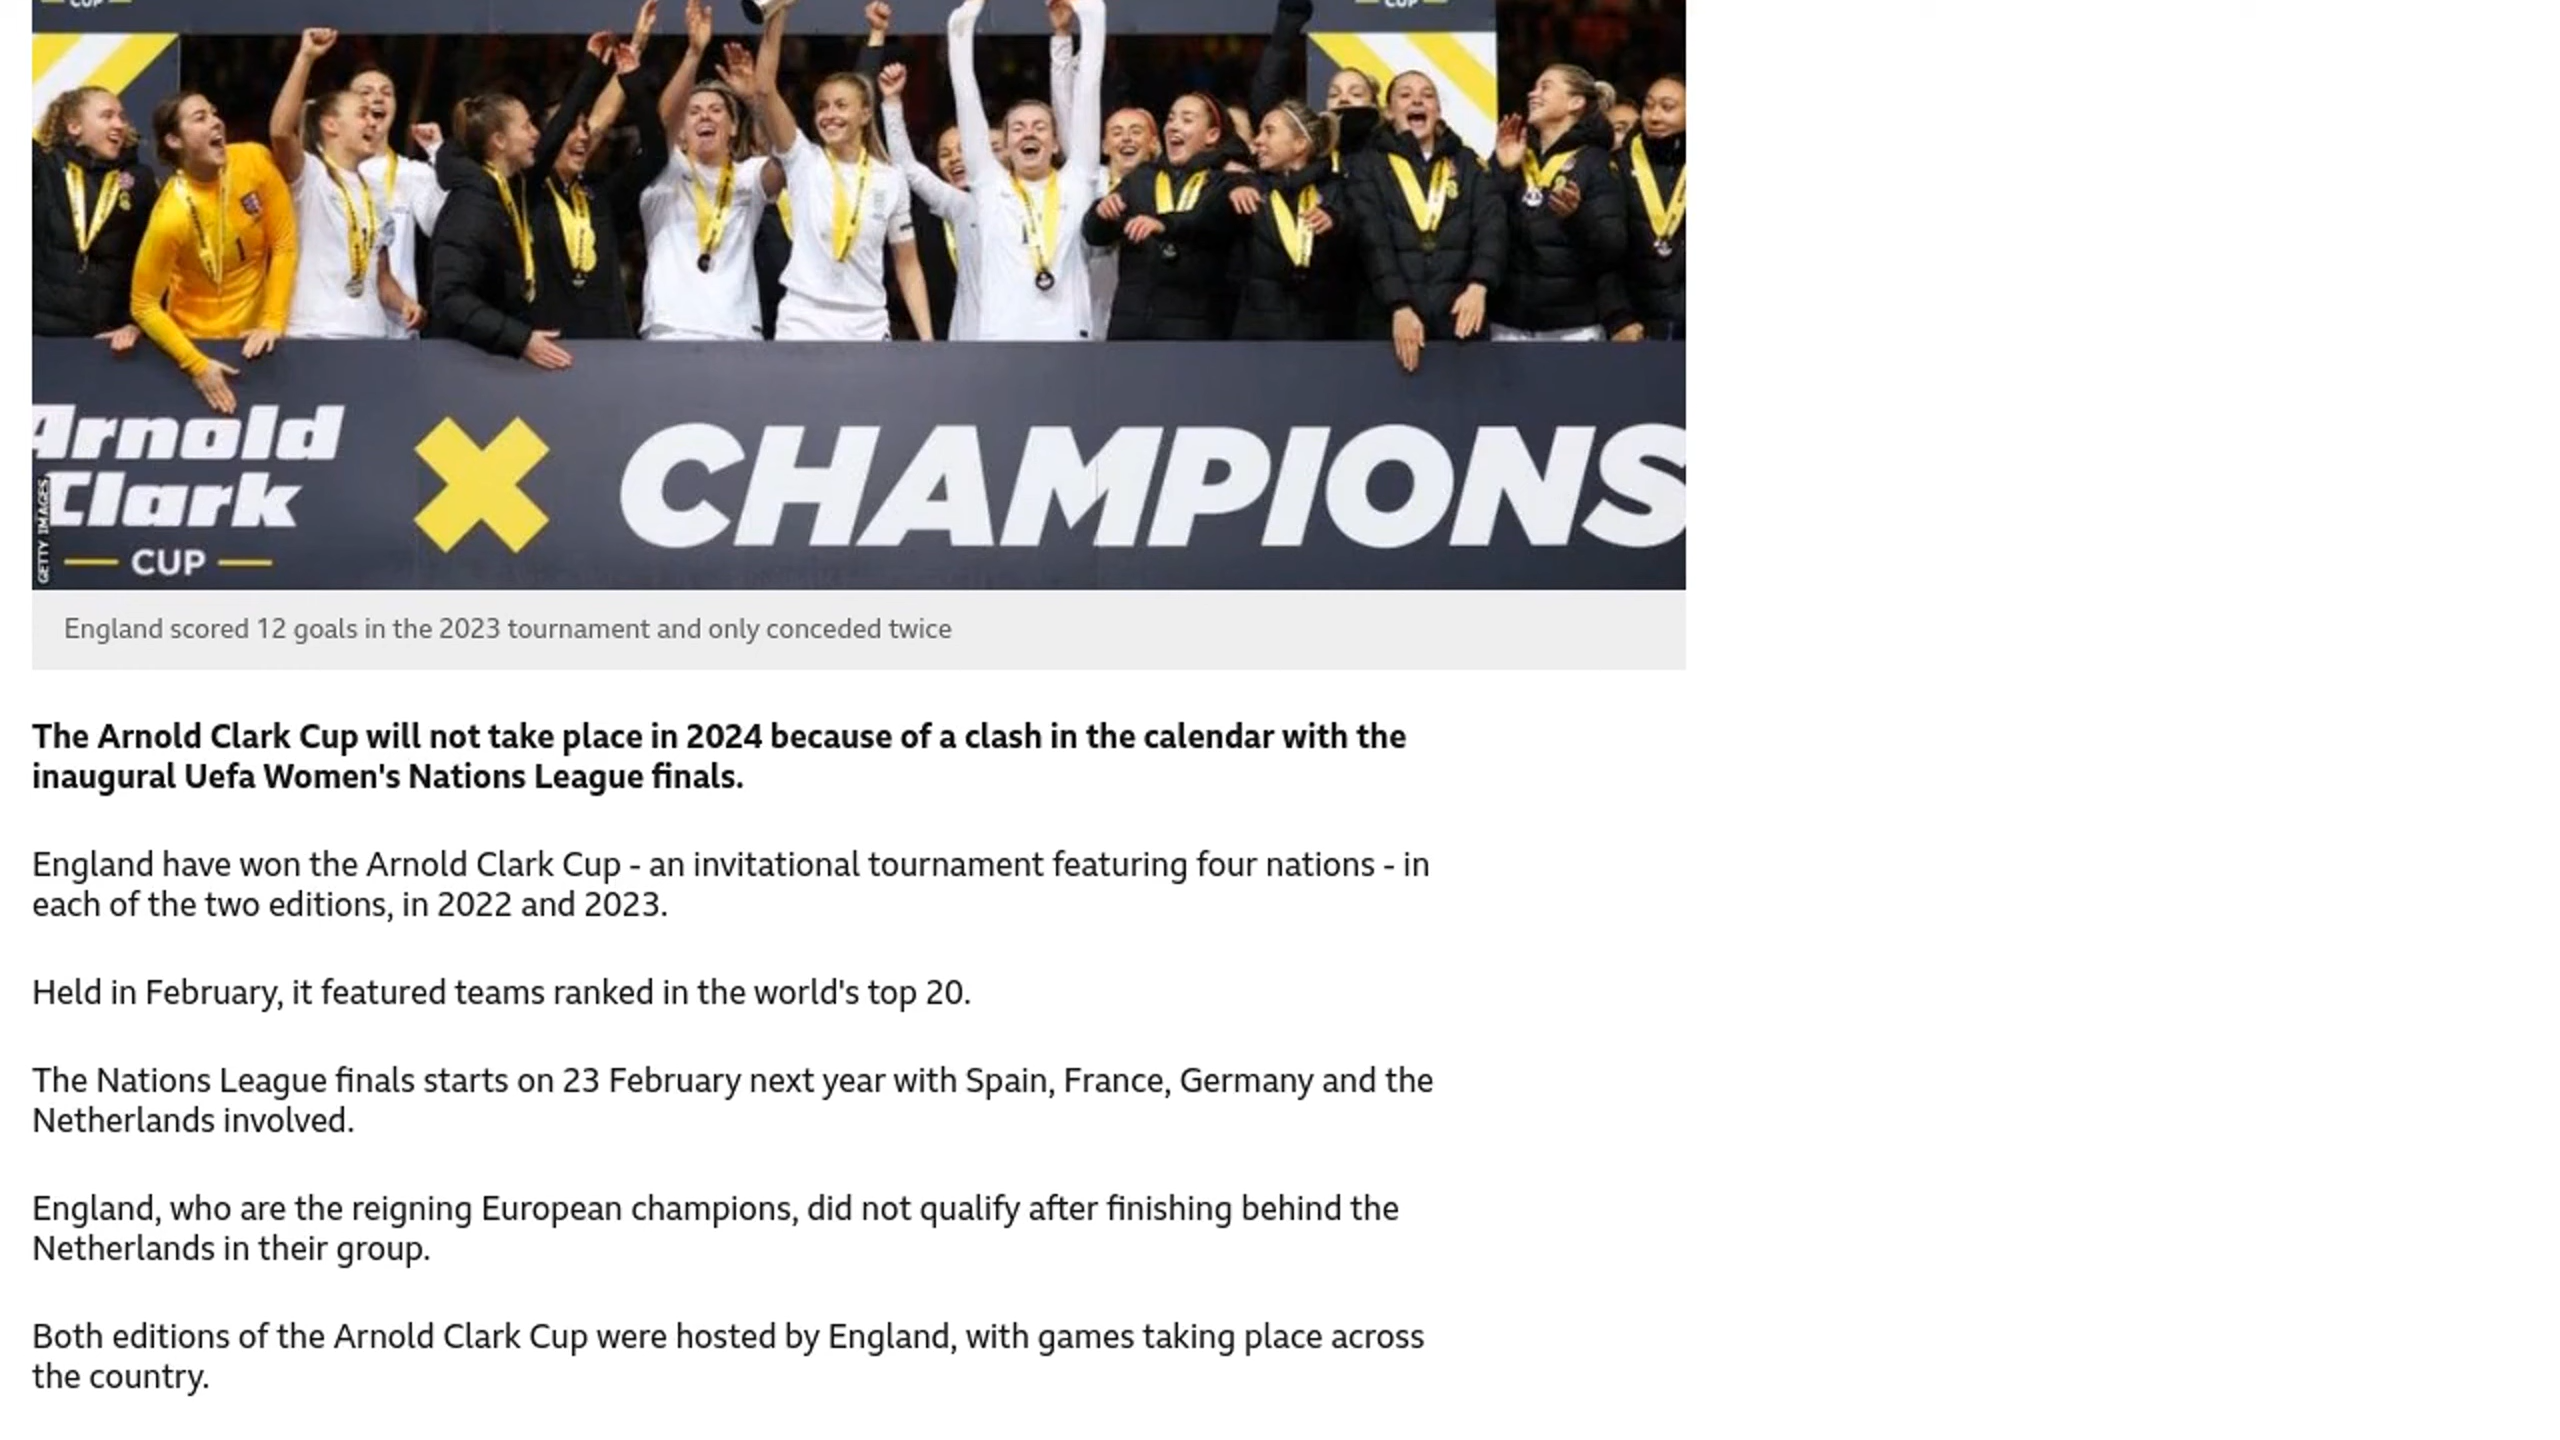 CUP
CUP
1
Arnold
Clark
CUP
CHAMPIONS
GETTY IMAGES
England scored 12 goals in the 2023 tournament and only conceded twice
The Arnold Clark Cup will not take place in 2024 because of a clash in the calendar with the
inaugural Uefa Women's Nations League finals.
England have won the Arnold Clark Cup - an invitational tournament featuring four nations - in
each of the two editions, in 2022 and 2023.
Held in February, it featured teams ranked in the world's top 20.
The Nations League finals starts on 23 February next year with Spain, France, Germany and the
Netherlands involved.
England, who are the reigning European champions, did not qualify after finishing behind the
Netherlands in their group.
Both editions of the Arnold Clark Cup were hosted by England, with games taking place across
the country.